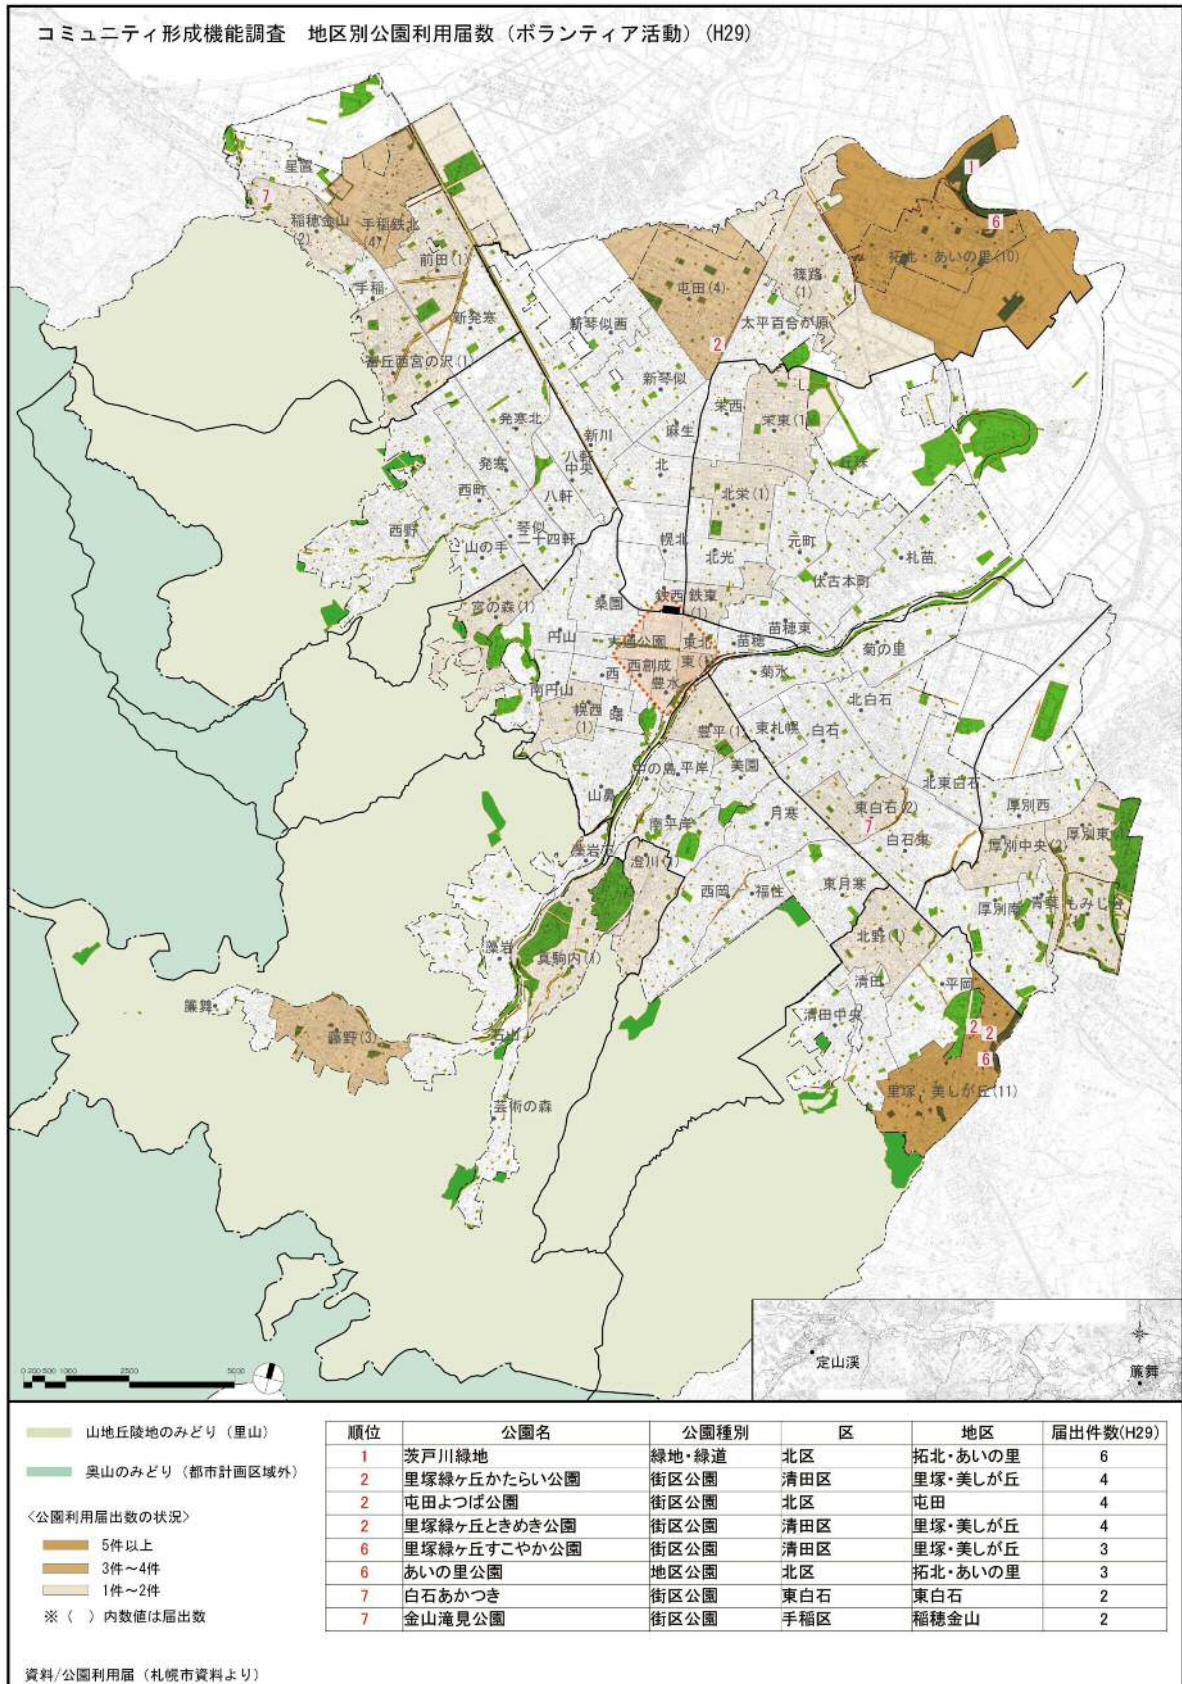 コミュニティ形成機能調査 地区別公園利用届数（ボランティア活動）(H29)
1
星置
7
稲穂金山
(2)
手稲鉄北
(4)
6
前田(1)
拓北・あいの里(10)
手稲
屯田(4)
篠路
(1)
新発寒
新琴似西
太平百合が原
2
富丘西宮の沢(1)
新琴似
栄西
発寒北
麻生
栄東(1)
新川
八軒
中央
北
丘珠
発寒
西町
北栄(1)
八軒
西野
琴似
二十四軒
山の手
幌北
北光
元町
札苗
伏古本町
桑園
鉄西
鉄東
(1)
宮の森(1)
苗穂東
円山
大通公園
東北
苗穂
菊の里
西創成
東(1)
西
菊水
豊水
南円山
北白石
幌西
(1)
曙
豊平(1)
東札幌
白石
中の島
平岸
美園
北東白石
山鼻
東白石(2)
厚別西
南平岸
月寒
7
厚別東
白石東
厚別中央(2)
藻岩下
澄川(1)
西岡
福住
東月寒
青葉
もみじ台
厚別南
北野(1)
藻岩
真駒内(1)
清田
平岡
簾舞
清田中央
2
2
藤野(3)
石山
6
里塚・美しが丘(11)
芸術の森
定山渓
簾舞
0 200 500 1000 2500 5000
山地丘陵地のみどり（里山）
奥山のみどり（都市計画区域外）
〈公園利用届出数の状況〉
5件以上
3件～4件
1件～2件
※（ ）内数値は届出数
順位 公園名 公園種別 区 地区 届出件数(H29)
1 茨戸川緑地 緑地・緑道 北区 拓北・あいの里 6
2 里塚緑ヶ丘かたらい公園 街区公園 清田区 里塚・美しが丘 4
2 屯田よつば公園 街区公園 北区 屯田 4
2 里塚緑ヶ丘ときめき公園 街区公園 清田区 里塚・美しが丘 4
6 里塚緑ヶ丘すこやか公園 街区公園 清田区 里塚・美しが丘 3
6 あいの里公園 地区公園 北区 拓北・あいの里 3
7 白石あかつき 街区公園 東白石 東白石 2
7 金山滝見公園 街区公園 手稲区 稲穂金山 2
資料/公園利用届（札幌市資料より）